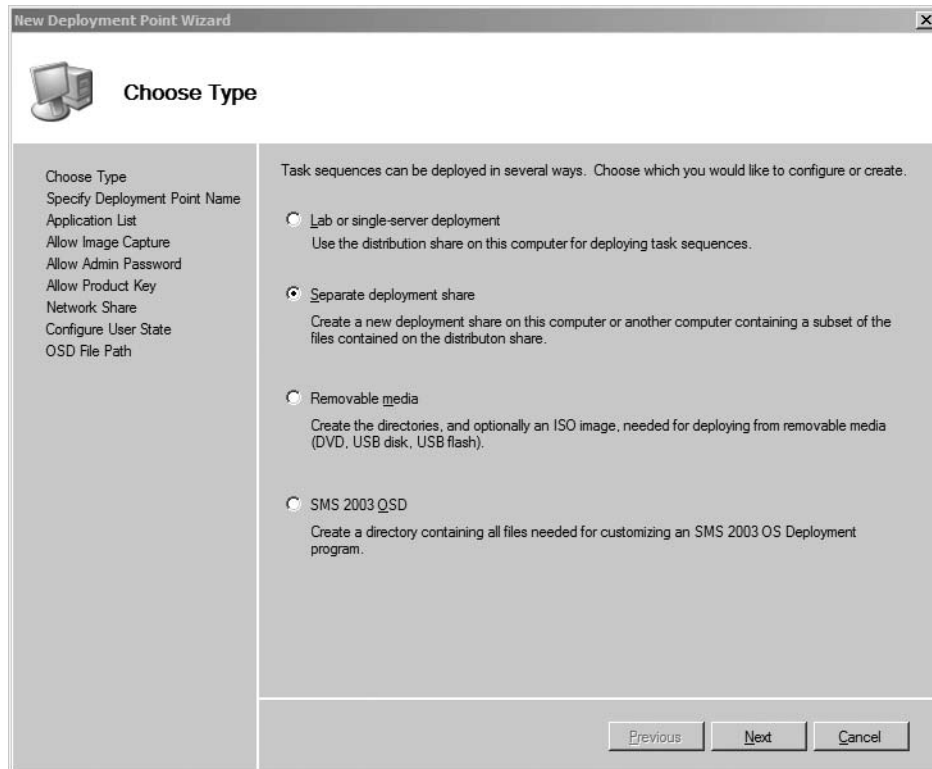 New Deployment Point Wizard
Choose Type
Choose Type
Specify Deployment Point Name
Application List
Allow Image Capture
Allow Admin Password
Allow Product Key
Network Share
Configure User State
OSD File Path
Task sequences can be deployed in several ways. Choose which you would like to configure or create.
Lab or single-server deployment
Use the distribution share on this computer for deploying task sequences.
Separate deployment share
Create a new deployment share on this computer or another computer containing a subset of the
files contained on the distributon share.
Removable media
Create the directories, and optionally an ISO image, needed for deploying from removable media
(DVD, USB disk, USB flash).
SMS 2003 OSD
Create a directory containing all files needed for customizing an SMS 2003 OS Deployment
program.
Previous
Next
Cancel